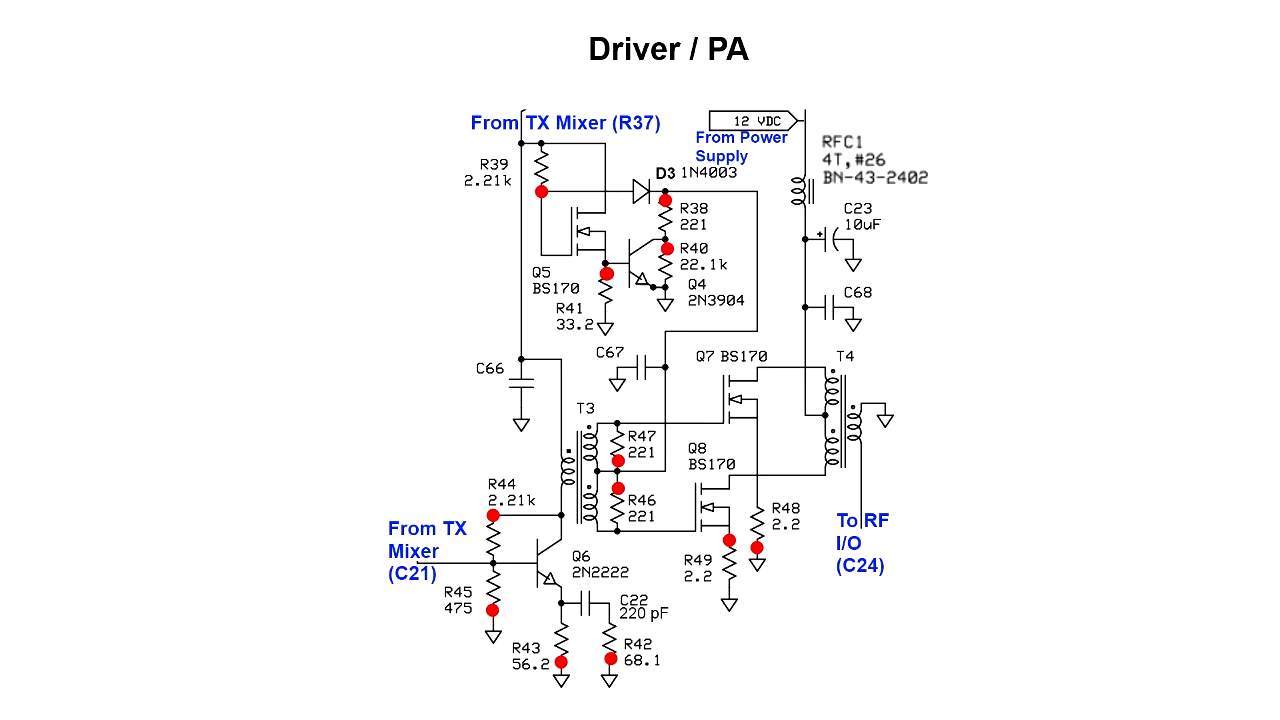 Driver / PA
From TX Mixer (R37)
12 VDC
From Power
Supply
RFC1
4T, #26
BN-43-2402
R39
2.21k
D3 1N4003
R38
221
C23
10uF
+
R40
22.1k
Q5
BS170
Q4
2N3904
R41
33.2
C68
C67
Q7 BS170
T4
C66
T3
R47
221
Q8
BS170
R44
2.21k
R46
221
R48
2.2
From TX
Mixer
(C21)
To RF
I/O
(C24)
Q6
2N2222
R49
2.2
R45
475
C22
220 pF
R43
56.2
R42
68.1